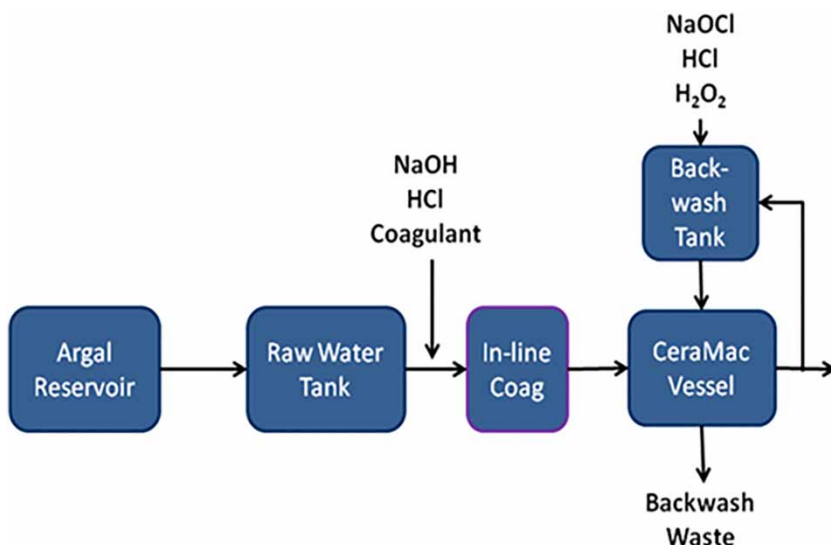 NaOCl
HCl
H₂O₂
Back-
wash
Tank
NaOH
HCl
Coagulant
Argal
Reservoir
Raw Water
Tank
In-line
Coag
CeraMac
Vessel
Backwash
Waste